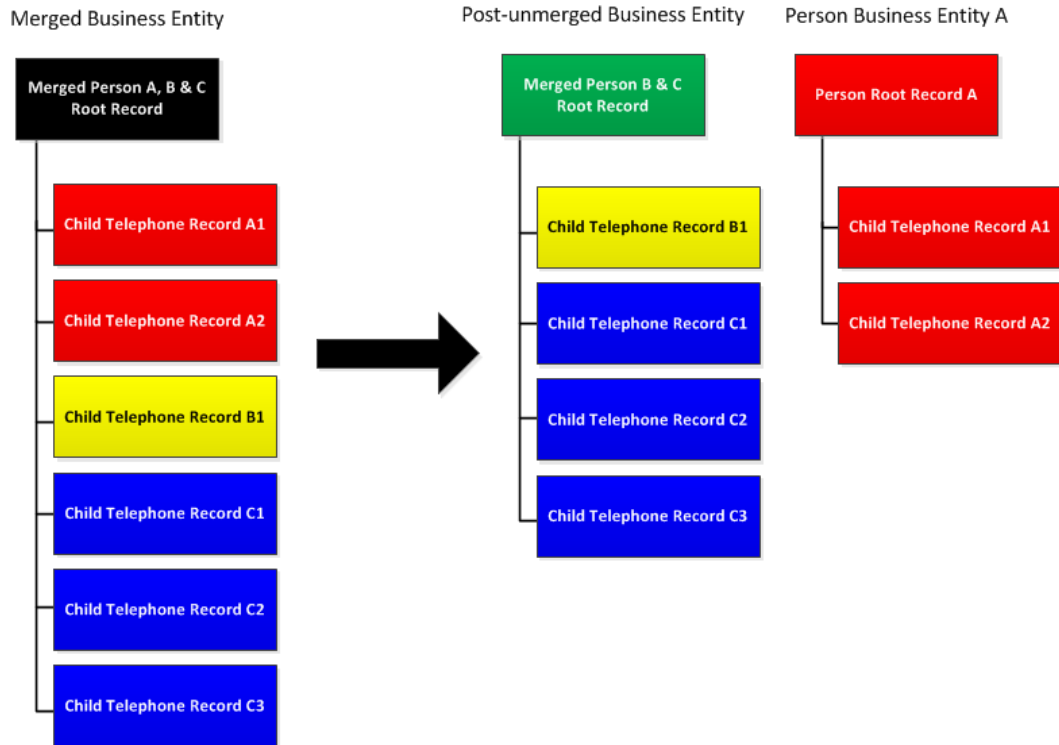 Merged Business Entity
Merged Person A, B & C
Root Record
Child Telephone Record A1
Child Telephone Record A2
Child Telephone Record B1
Child Telephone Record C1
Child Telephone Record C2
Child Telephone Record C3
Post-unmerged Business Entity
Merged Person B & C
Root Record
Child Telephone Record B1
Child Telephone Record C1
Child Telephone Record C2
Child Telephone Record C3
Person Business Entity A
Person Root Record A
Child Telephone Record A1
Child Telephone Record A2